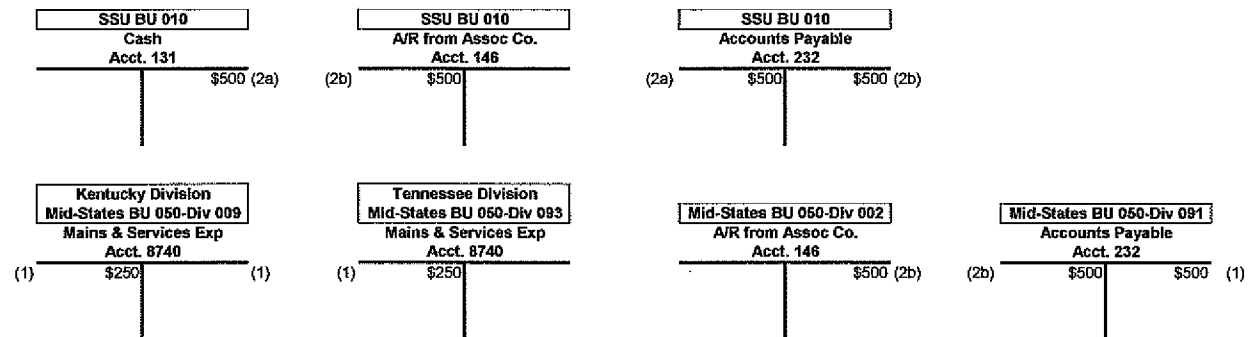 SSU BU 010 SSU BU 010 SSU BU 010
Cash A/R from Assoc Co. Accounts Payable
Acct. 131 Acct. 146 Acct. 232
$500 (2a) (2b) $500 (2a) $500 $500 (2b)
Kentucky Division Tennessee Division
Mid-States BU 050-Div 009 Mid-States BU 050-Div 093 Mid-States BU 050-Div 002 Mid-States BU 050-Div 091
Mains & Services Exp Mains & Services Exp A/R from Assoc Co. Accounts Payable
Acct. 8740 Acct. 8740 Acct. 146 Acct. 232
(1) $250 (1) (1) $250 $500 (2b) (2b) $500 $500 (1)